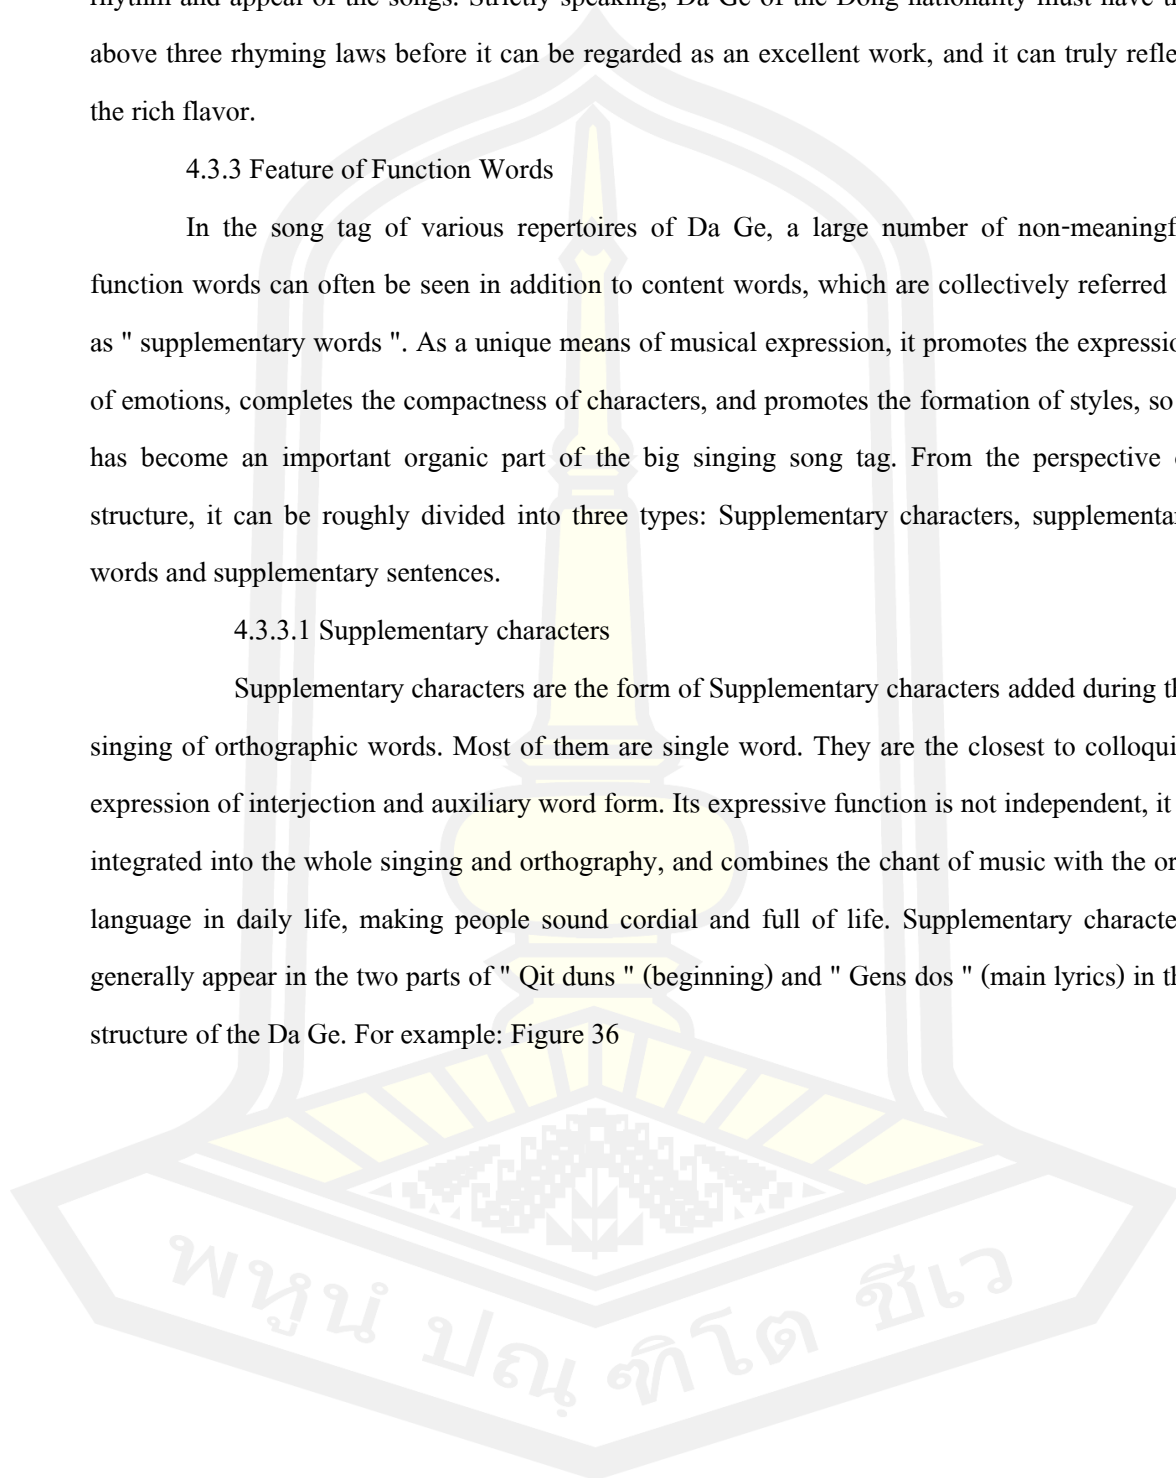 rhythm and appeal of the songs. Strictly speaking, Da Ge of the Dong nationality must have th
above three rhyming laws before it can be regarded as an excellent work, and it can truly refle
the rich flavor.
4.3.3 Feature of Function Words
In the song tag of various repertoires of Da Ge, a large number of non-meaningf
function words can often be seen in addition to content words, which are collectively referred
as " supplementary words ". As a unique means of musical expression, it promotes the expressio
of emotions, completes the compactness of characters, and promotes the formation of styles, so
has become an important organic part of the big singing song tag. From the perspective
structure, it can be roughly divided into three types: Supplementary characters, supplementa
words and supplementary sentences.
4.3.3.1 Supplementary characters
Supplementary characters are the form of Supplementary characters added during th
singing of orthographic words. Most of them are single word. They are the closest to colloqui
expression of interjection and auxiliary word form. Its expressive function is not independent, it
integrated into the whole singing and orthography, and combines the chant of music with the or
language in daily life, making people sound cordial and full of life. Supplementary characte
generally appear in the two parts of " Qit duns " (beginning) and " Gens dos " (main lyrics) in th
structure of the Da Ge. For example: Figure 36
พหูนํ ปณฺฑิโต ชีเว